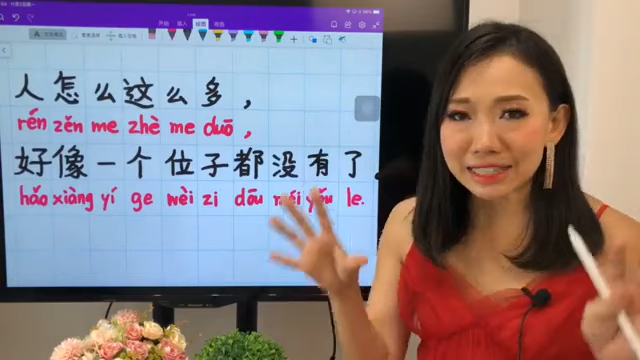 人怎么这么多，
rén zěn me zhè me duō，
好像一个位子都没有了.
hǎo xiàng yí ge wèi zi dōu méi yǒu le.